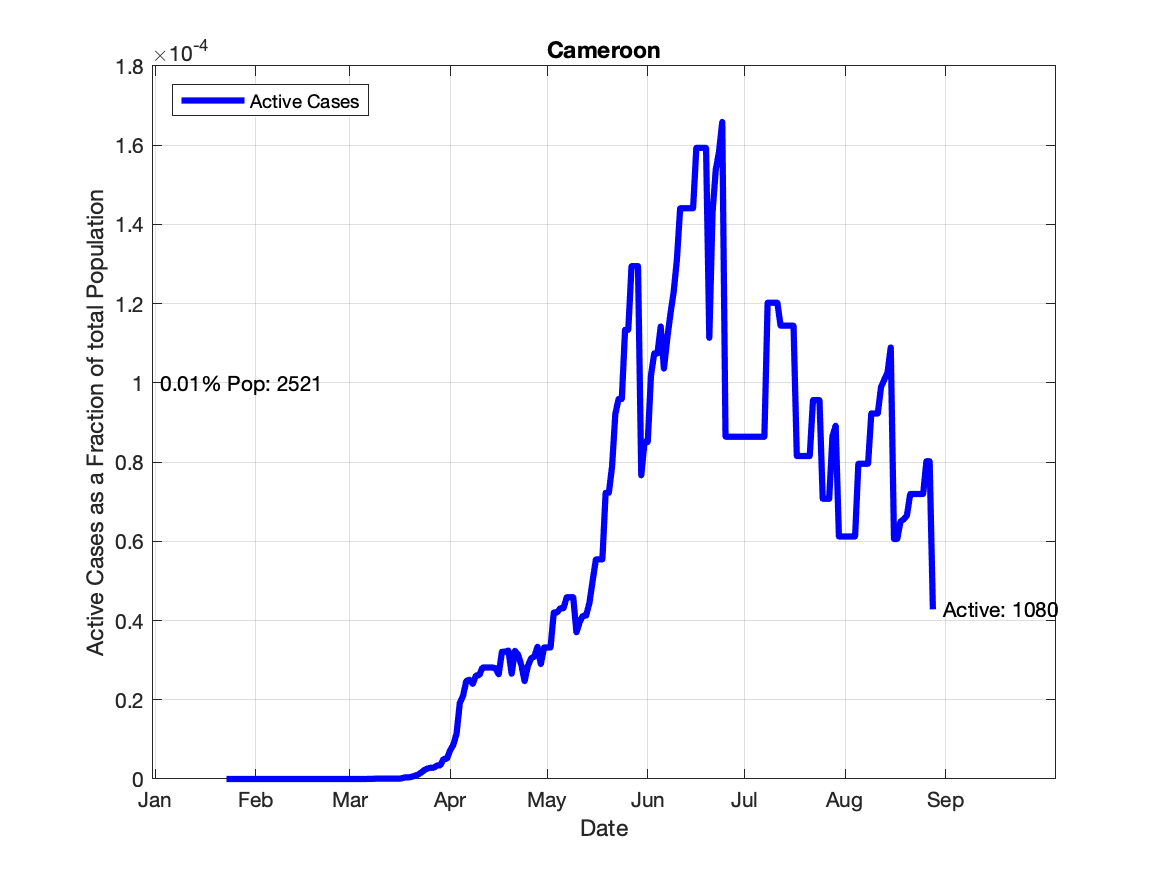 Cameroon
×10-4
Active Cases
1.8
1.6
1.4
1.2
1
0.8
0.6
0.4
0.2
0
0.01% Pop: 2521
Active: 1080
Active Cases as a Fraction of total Population
Jan Feb Mar Apr May Jun Jul Aug Sep
Date